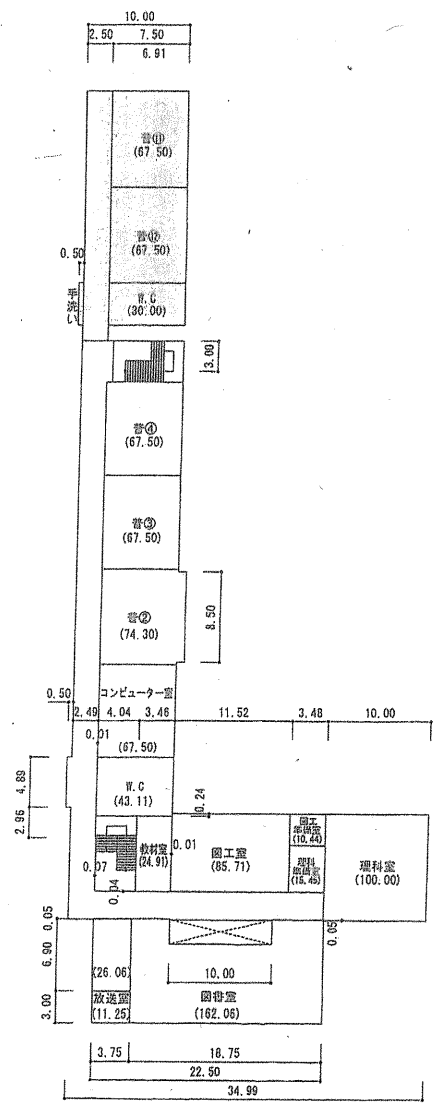 10.00
2.50 7.50
6.91
普⑪
(67.50)
普⑫
(67.50)
0.50
手洗い
W.C
(30.00)
3.00
普④
(67.50)
普③
(67.50)
普②
(74.30)
8.50
コンピューター室
0.50
2.49 4.04 3.46 11.52 3.48 10.00
0.01
(67.50)
4.89
W.C
(43.11)
2.96
0.24
教材室
(24.91)
0.01
図工室
(85.71)
図工
準備室
(10.44)
理科
準備室
(15.45)
理科室
(100.00)
0.07
0.04
0.05
0.05
6.90
(26.06)
10.00
放送室
(11.25)
図書室
(162.06)
3.00
3.75 18.75
22.50
34.99